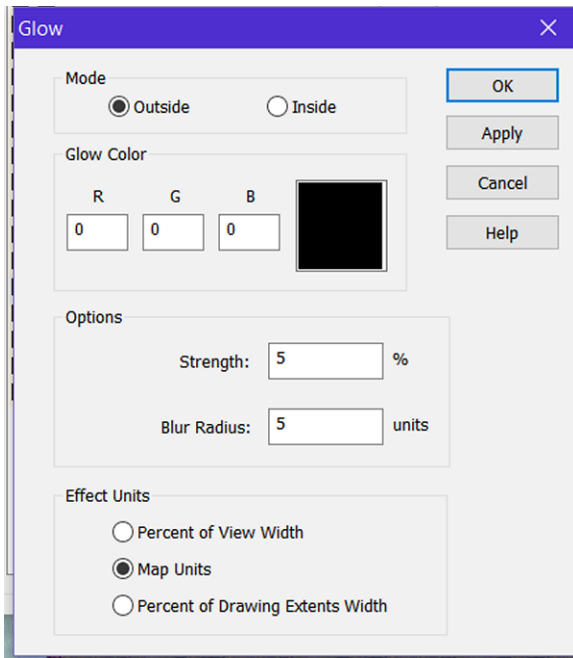 Glow
Mode
OK
Outside Inside
Apply
Glow Color
Cancel
R G B
0 0 0
Help
Options
Strength: 5 %
Blur Radius: 5 units
Effect Units
Percent of View Width
Map Units
Percent of Drawing Extents Width